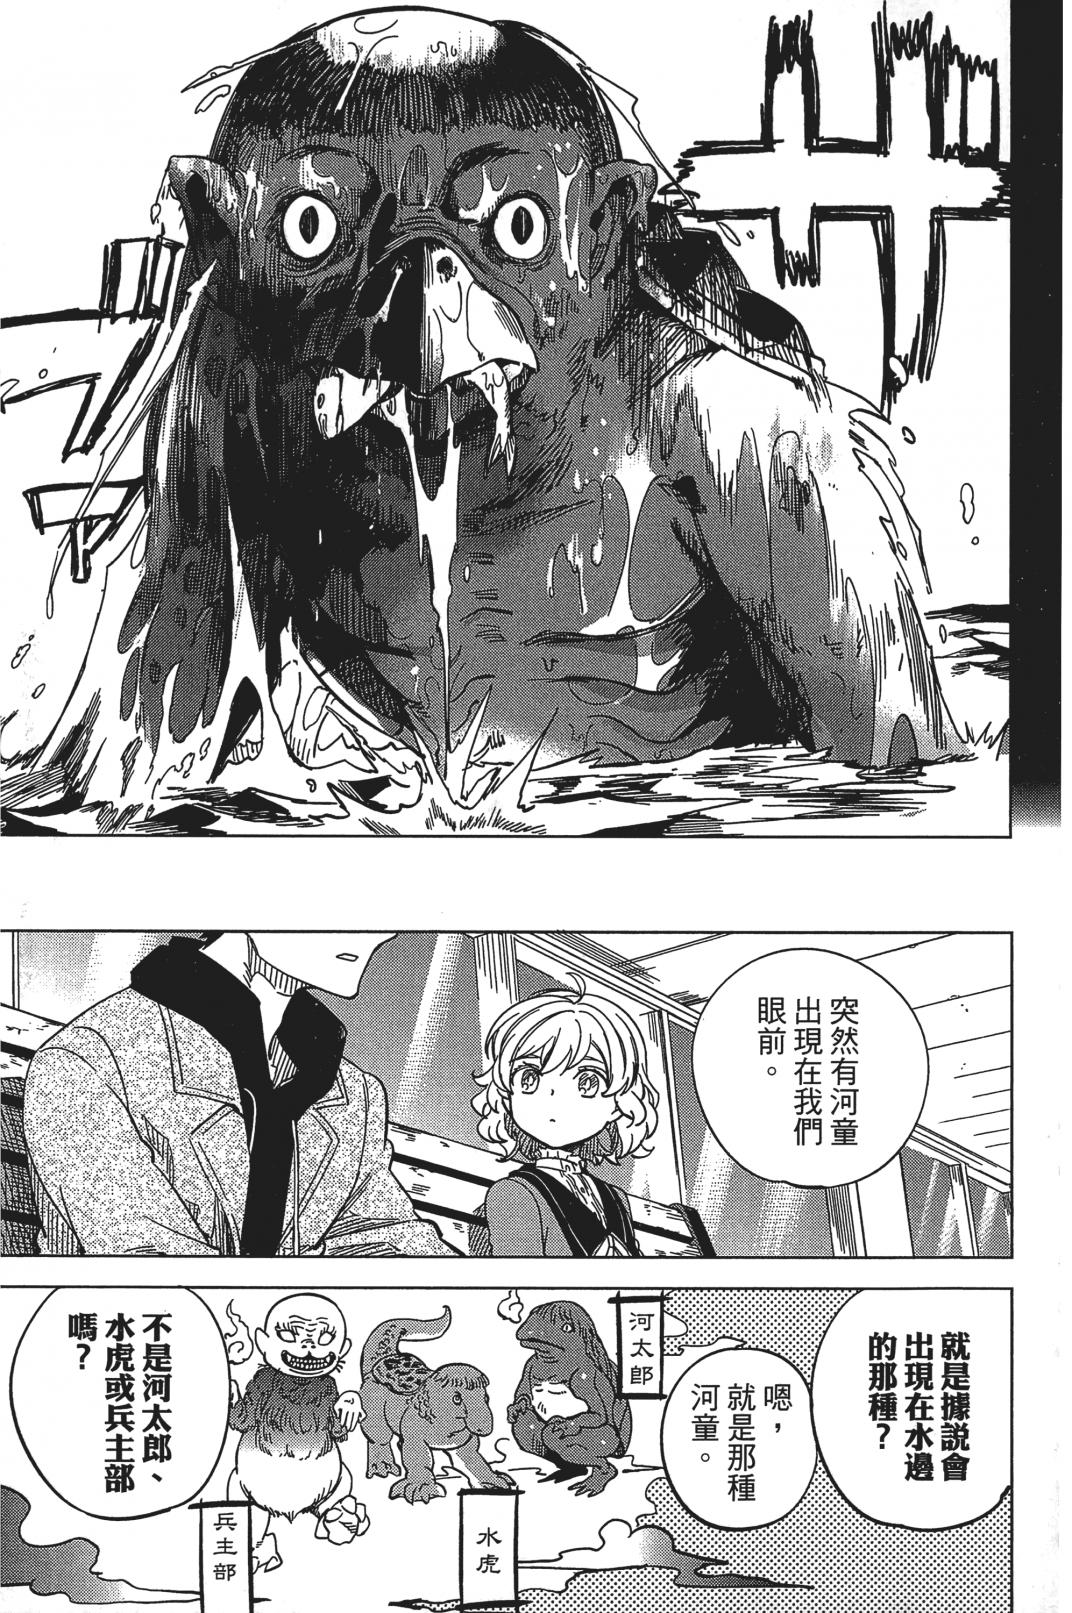 突然有河童
出現在我們
眼前。
就是據說會
出現在水邊
的那種？
嗯，
就是那種
河童。
河太郎
水虎
兵主部
不是河太郎、
水虎或兵主部
嗎？